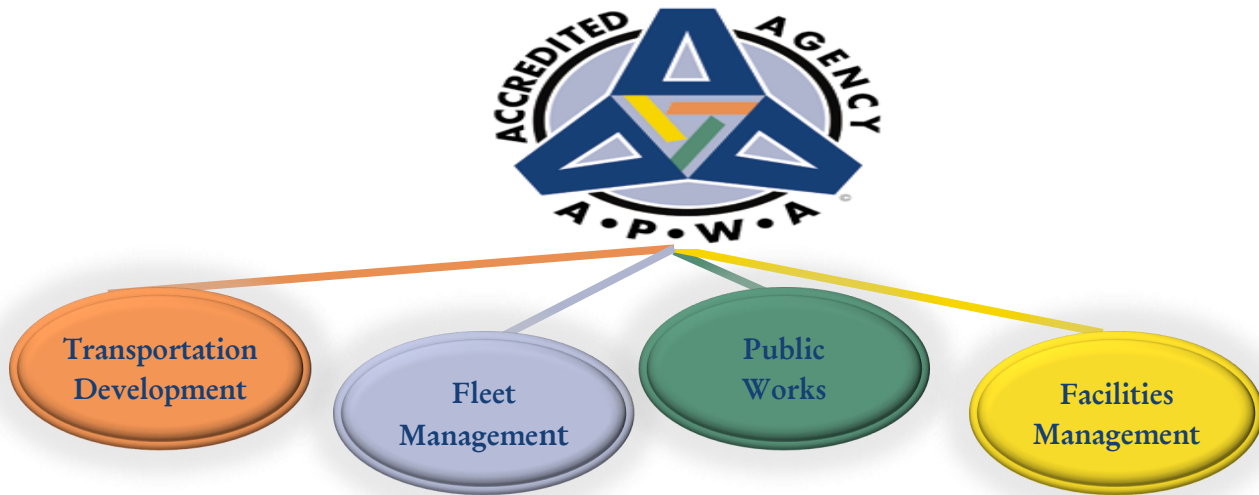 ACCREDITED AGENCY
©
A•P•W•A
Transportation
Development
Fleet
Management
Public
Works
Facilities
Management